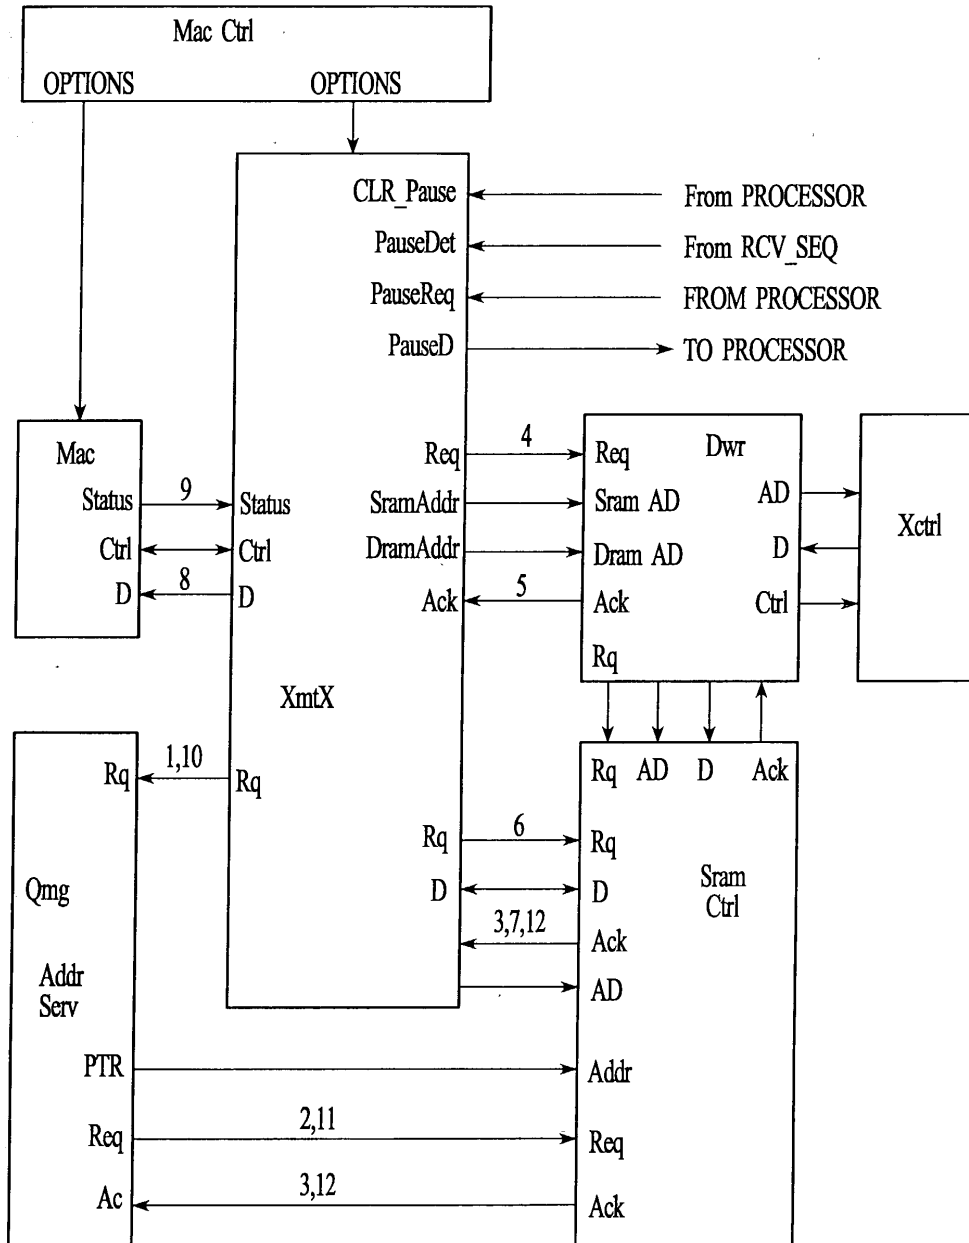 Mac Ctrl
OPTIONS OPTIONS
CLR_Pause From PROCESSOR
PauseDet From RCV_SEQ
PauseReq FROM PROCESSOR
PauseD TO PROCESSOR
Mac
Status 9 Status
Ctrl Ctrl
D 8 D
XmtX
Req 4 Req Dwr
SramAddr Sram AD AD
DramAddr Dram AD D
Ack 5 Ack Ctrl
Rq
Xctrl
Rq 1,10 Rq
Rq AD D Ack
Rq 6 Rq
D D
3,7,12 Ack
AD
Sram
Ctrl
Qmg
Addr
Serv
PTR Addr
Req 2,11 Req
Ac 3,12 Ack